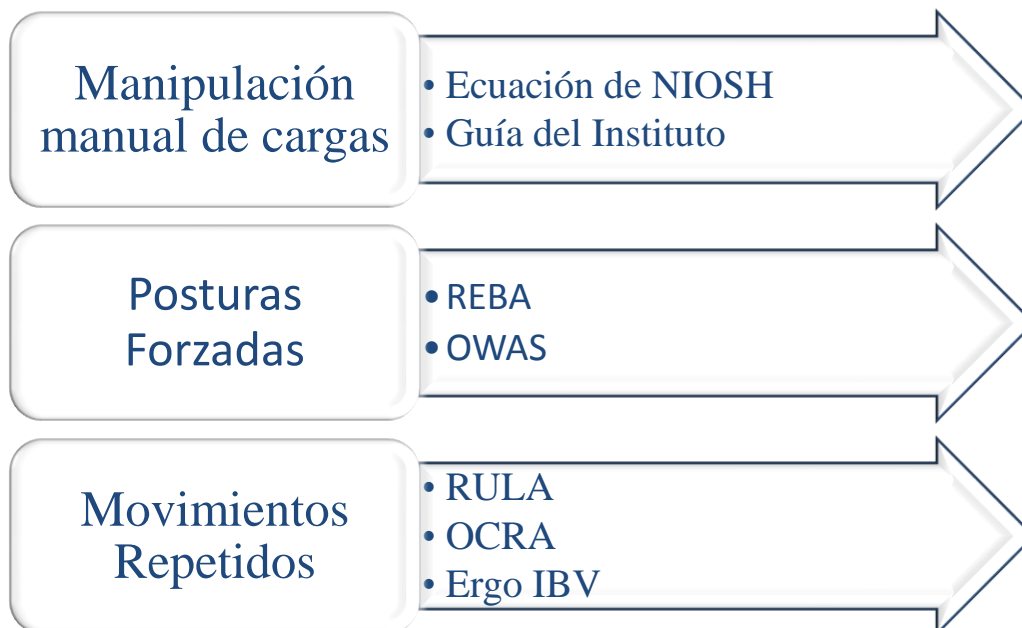 Manipulación
manual de cargas
• Ecuación de NIOSH
• Guía del Instituto
Posturas
Forzadas
• REBA
• OWAS
Movimientos
Repetidos
• RULA
• OCRA
• Ergo IBV